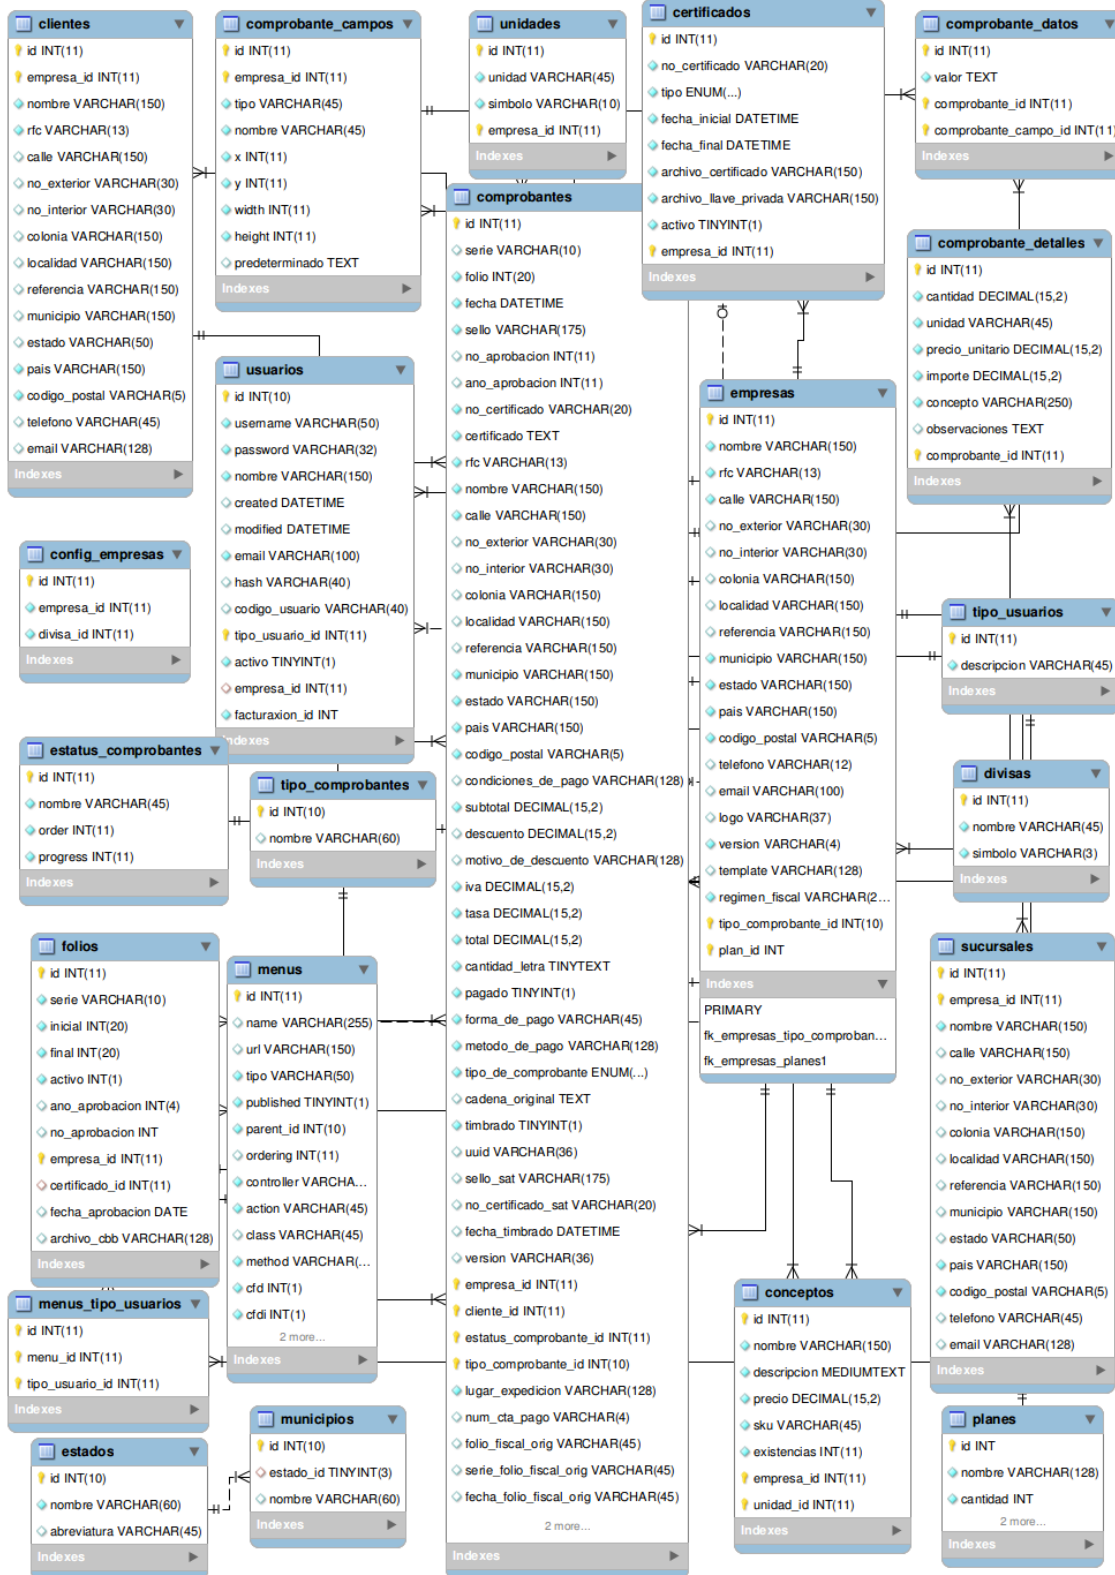 clientes
id INT(11)
empresa_id INT(11)
nombre VARCHAR(150)
rfc VARCHAR(13)
calle VARCHAR(150)
no_exterior VARCHAR(30)
no_interior VARCHAR(30)
colonia VARCHAR(150)
localidad VARCHAR(150)
referencia VARCHAR(150)
municipio VARCHAR(150)
estado VARCHAR(50)
pais VARCHAR(150)
codigo_postal VARCHAR(5)
telefono VARCHAR(45)
email VARCHAR(128)
Indexes
comprobante_campos
id INT(11)
empresa_id INT(11)
tipo VARCHAR(45)
nombre VARCHAR(45)
x INT(11)
y INT(11)
width INT(11)
height INT(11)
predeterminado TEXT
Indexes
unidades
id INT(11)
unidad VARCHAR(45)
simbolo VARCHAR(10)
empresa_id INT(11)
Indexes
certificados
id INT(11)
no_certificado VARCHAR(20)
tipo ENUM(...)
fecha_inicial DATETIME
fecha_final DATETIME
archivo_certificado VARCHAR(150)
archivo_llave_privada VARCHAR(150)
activo TINYINT(1)
empresa_id INT(11)
Indexes
comprobante_datos
id INT(11)
valor TEXT
comprobante_id INT(11)
comprobante_campo_id INT(11)
Indexes
comprobantes
id INT(11)
serie VARCHAR(10)
folio INT(20)
fecha DATETIME
sello VARCHAR(175)
no_aprobacion INT(11)
ano_aprobacion INT(11)
no_certificado VARCHAR(20)
certificado TEXT
rfc VARCHAR(13)
nombre VARCHAR(150)
calle VARCHAR(150)
no_exterior VARCHAR(30)
no_interior VARCHAR(30)
colonia VARCHAR(150)
localidad VARCHAR(150)
referencia VARCHAR(150)
municipio VARCHAR(150)
estado VARCHAR(150)
pais VARCHAR(150)
codigo_postal VARCHAR(5)
condiciones_de_pago VARCHAR(128)
subtotal DECIMAL(15,2)
descuento DECIMAL(15,2)
motivo_de_descuento VARCHAR(128)
iva DECIMAL(15,2)
tasa DECIMAL(15,2)
total DECIMAL(15,2)
cantidad_letra TINYTEXT
pagado TINYINT(1)
forma_de_pago VARCHAR(45)
metodo_de_pago VARCHAR(128)
tipo_de_comprobante ENUM(...)
cadena_original TEXT
timbrado TINYINT(1)
uuid VARCHAR(36)
sello_sat VARCHAR(175)
no_certificado_sat VARCHAR(20)
fecha_timbrado DATETIME
version VARCHAR(36)
empresa_id INT(11)
cliente_id INT(11)
estatus_comprobante_id INT(11)
tipo_comprobante_id INT(10)
lugar_expedicion VARCHAR(128)
num_cta_pago VARCHAR(4)
folio_fiscal_orig VARCHAR(45)
serie_folio_fiscal_orig VARCHAR(45)
fecha_folio_fiscal_orig VARCHAR(45)
2 more...
Indexes
comprobante_detalles
id INT(11)
cantidad DECIMAL(15,2)
unidad VARCHAR(45)
precio_unitario DECIMAL(15,2)
importe DECIMAL(15,2)
concepto VARCHAR(250)
observaciones TEXT
comprobante_id INT(11)
Indexes
usuarios
id INT(10)
username VARCHAR(50)
password VARCHAR(32)
nombre VARCHAR(150)
created DATETIME
modified DATETIME
email VARCHAR(100)
hash VARCHAR(40)
codigo_usuario VARCHAR(40)
tipo_usuario_id INT(11)
activo TINYINT(1)
empresa_id INT(11)
facturaxion_id INT
Indexes
empresas
id INT(11)
nombre VARCHAR(150)
rfc VARCHAR(13)
calle VARCHAR(150)
no_exterior VARCHAR(30)
no_interior VARCHAR(30)
colonia VARCHAR(150)
localidad VARCHAR(150)
referencia VARCHAR(150)
municipio VARCHAR(150)
estado VARCHAR(150)
pais VARCHAR(150)
codigo_postal VARCHAR(5)
telefono VARCHAR(12)
email VARCHAR(100)
logo VARCHAR(37)
version VARCHAR(4)
template VARCHAR(128)
regimen_fiscal VARCHAR(2...
tipo_comprobante_id INT(10)
plan_id INT
Indexes
PRIMARY
fk_empresas_tipo_comproban...
fk_empresas_planes1
config_empresas
id INT(11)
empresa_id INT(11)
divisa_id INT(11)
Indexes
tipo_usuarios
id INT(11)
descripcion VARCHAR(45)
Indexes
estatus_comprobantes
id INT(11)
nombre VARCHAR(45)
order INT(11)
progress INT(11)
Indexes
tipo_comprobantes
id INT(10)
nombre VARCHAR(60)
Indexes
divisas
id INT(11)
nombre VARCHAR(45)
simbolo VARCHAR(3)
Indexes
folios
id INT(11)
serie VARCHAR(10)
inicial INT(20)
final INT(20)
activo INT(1)
ano_aprobacion INT(4)
no_aprobacion INT
empresa_id INT(11)
certificado_id INT(11)
fecha_aprobacion DATE
archivo_cbb VARCHAR(128)
Indexes
menus
id INT(11)
name VARCHAR(255)
url VARCHAR(150)
tipo VARCHAR(50)
published TINYINT(1)
parent_id INT(10)
ordering INT(11)
controller VARCHA...
action VARCHAR(45)
class VARCHAR(45)
method VARCHAR(...
cfd INT(1)
cfdi INT(1)
2 more...
Indexes
sucursales
id INT(11)
empresa_id INT(11)
nombre VARCHAR(150)
calle VARCHAR(150)
no_exterior VARCHAR(30)
no_interior VARCHAR(30)
colonia VARCHAR(150)
localidad VARCHAR(150)
referencia VARCHAR(150)
municipio VARCHAR(150)
estado VARCHAR(50)
pais VARCHAR(150)
codigo_postal VARCHAR(5)
telefono VARCHAR(45)
email VARCHAR(128)
Indexes
menus_tipo_usuarios
id INT(11)
menu_id INT(11)
tipo_usuario_id INT(11)
Indexes
conceptos
id INT(11)
nombre VARCHAR(150)
descripcion MEDIUMTEXT
precio DECIMAL(15,2)
sku VARCHAR(45)
existencias INT(11)
empresa_id INT(11)
unidad_id INT(11)
Indexes
estados
id INT(10)
nombre VARCHAR(60)
abreviatura VARCHAR(45)
Indexes
municipios
id INT(10)
estado_id TINYINT(3)
nombre VARCHAR(60)
Indexes
planes
id INT
nombre VARCHAR(128)
cantidad INT
2 more...
Indexes